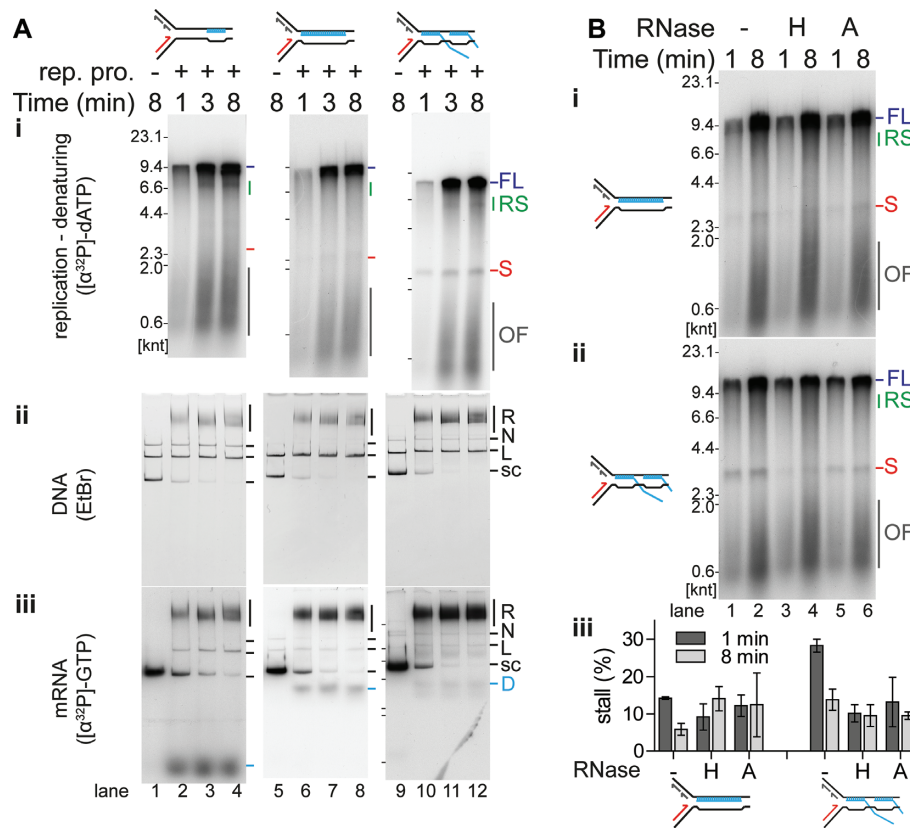 A
rep. pro. - + + + - + + + - + + +
Time (min) 8 1 3 8 8 1 3 8 8 1 3 8
i
replication - denaturing
([α³²P]-dATP)
23.1
9.4
6.6
4.4
2.3
2.0
0.6
[knt]
FL
RS
S
OF
ii
DNA
(EtBr)
R
N
L
sc
iii
mRNA
([α³²P]-GTP)
R
N
L
sc
D
lane 1 2 3 4 5 6 7 8 9 10 11 12
B
RNase - H A
Time (min) 1 8 1 8 1 8
i
23.1
9.4
6.6
4.4
2.3
2.0
0.6
[knt]
FL
RS
S
OF
ii
23.1
9.4
6.6
4.4
2.3
2.0
0.6
[knt]
FL
RS
S
OF
lane 1 2 3 4 5 6
iii
stall (%)
30
20
10
0
1 min
8 min
RNase - H A - H A